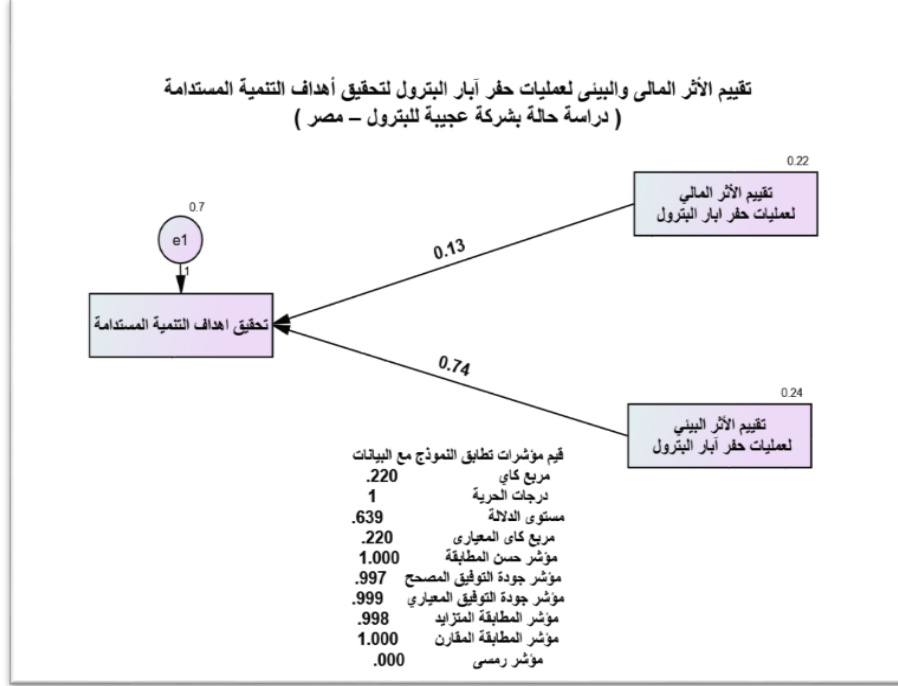 تقييم الأثر المالى والبيئى لعمليات حفر آبار البترول لتحقيق أهداف التنمية المستدامة
( دراسة حالة بشركة عجيبة للبترول – مصر )
0.22
تقييم الأثر المالي
لعمليات حفر ابار البترول
0.7
e1
1
0.13
تحقيق اهداف التنمية المستدامة
0.74
0.24
تقييم الأثر البيئي
لعمليات حفر آبار البترول
قيم مؤشرات تطابق النموذج مع البيانات
مربع كاي .220
درجات الحرية 1
مستوى الدلالة .639
مربع كاى المعيارى .220
مؤشر حسن المطابقة 1.000
مؤشر جودة التوفيق المصحح .997
مؤشر جودة التوفيق المعياري .999
مؤشر المطابقة المتزايد .998
مؤشر المطابقة المقارن 1.000
مؤشر رمسى .000